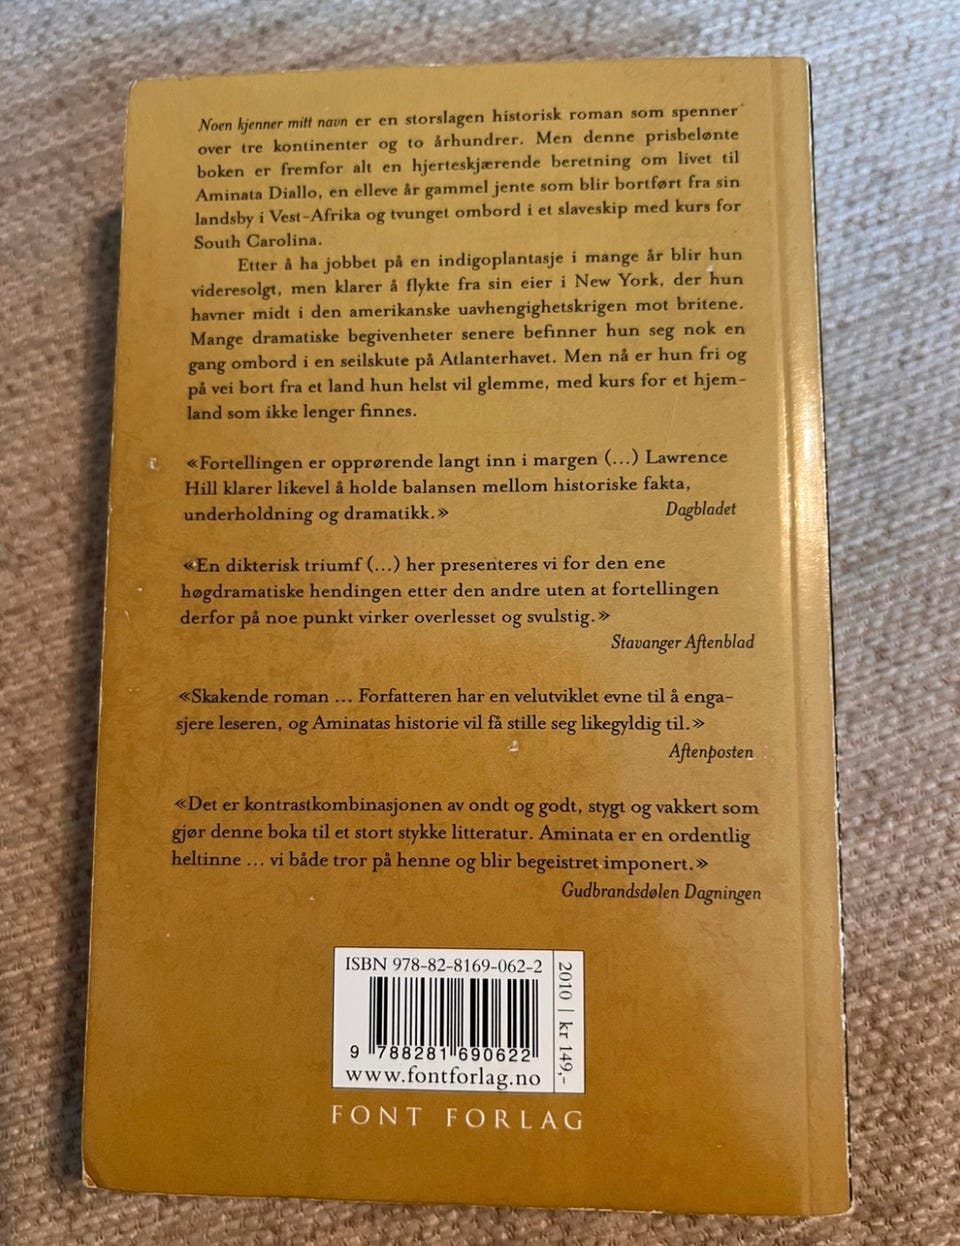 Noen kjenner mitt navn er en storslagen historisk roman som spenner
over tre kontinenter og to århundrer. Men denne prisbelønte
boken er fremfor alt en hjerteskjærende beretning om livet til
Aminata Diallo, en elleve år gammel jente som blir bortført fra sin
landsby i Vest-Afrika og tvunget ombord i et slaveskip med kurs for
South Carolina.
Etter å ha jobbet på en indigoplantasje i mange år blir hun
videresolgt, men klarer å flykte fra sin eier i New York, der hun
havner midt i den amerikanske uavhengighetskrigen mot britene.
Mange dramatiske begivenheter senere befinner hun seg nok en
gang ombord i en seilskute på Atlanterhavet. Men nå er hun fri og
på vei bort fra et land hun helst vil glemme, med kurs for et hjem-
land som ikke lenger finnes.
«Fortellingen er opprørende langt inn i margen (...) Lawrence
Hill klarer likevel å holde balansen mellom historiske fakta,
underholdning og dramatikk.» Dagbladet
«En dikterisk triumf (...) her presenteres vi for den ene
høgdramatiske hendingen etter den andre uten at fortellingen
derfor på noe punkt virker overlesset og svulstig.»
Stavanger Aftenblad
«Skakende roman ... Forfatteren har en velutviklet evne til å enga-
sjere leseren, og Aminatas historie vil få stille seg likegyldig til.»
Aftenposten
«Det er kontrastkombinasjonen av ondt og godt, stygt og vakkert som
gjør denne boka til et stort stykke litteratur. Aminata er en ordentlig
heltinne ... vi både tror på henne og blir begeistret imponert.»
Gudbrandsdølen Dagningen
ISBN 978-82-8169-062-2
9 788281 690622
www.fontforlag.no
2010 | kr 149,-
FONT FORLAG